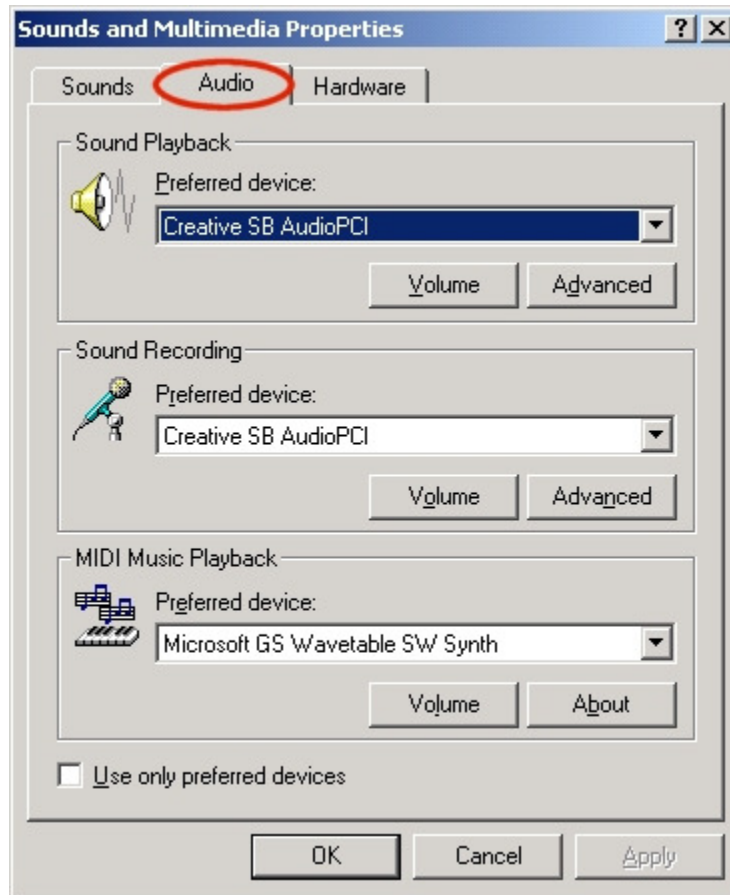 Sounds and Multimedia Properties
Sounds Audio Hardware
Sound Playback
Preferred device:
Creative SB AudioPCI
Volume Advanced
Sound Recording
Preferred device:
Creative SB AudioPCI
Volume Advanced
MIDI Music Playback
Preferred device:
Microsoft GS Wavetable SW Synth
Volume About
Use only preferred devices
OK Cancel Apply